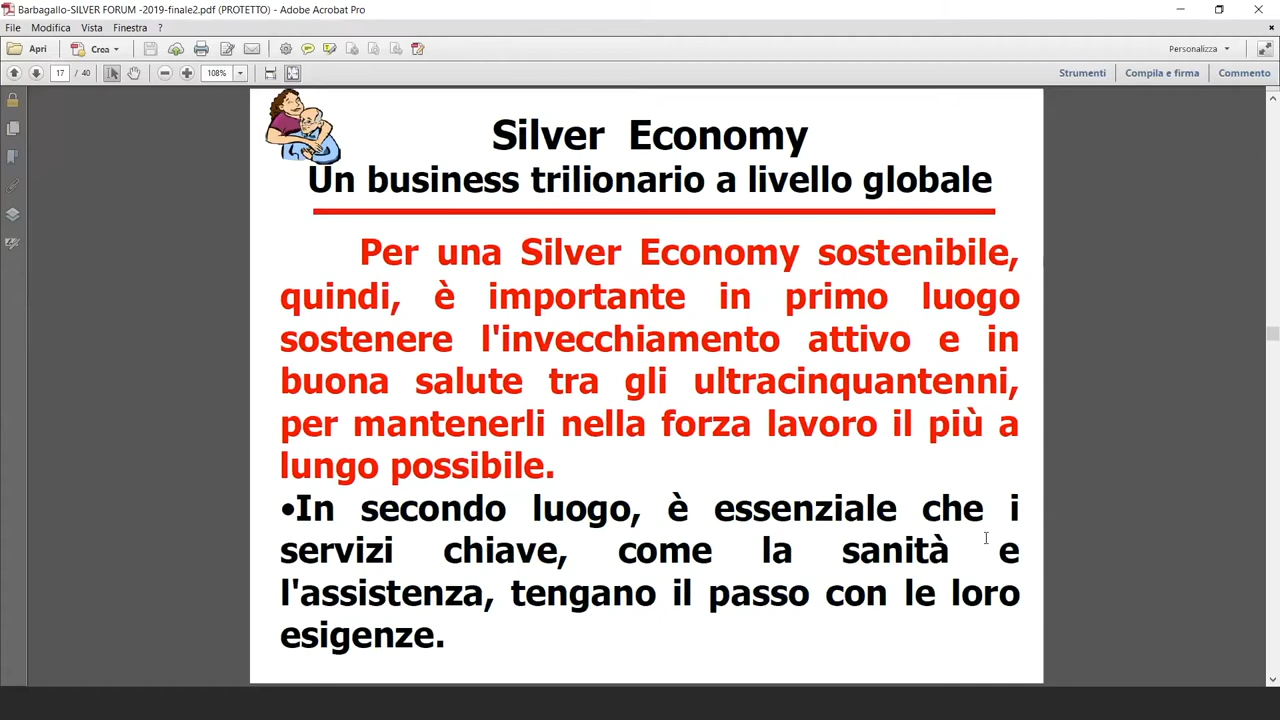 Barbagallo-SILVER FORUM -2019-finale2.pdf (PROTETTO) - Adobe Acrobat Pro
File Modifica Vista Finestra ?
Apri Crea Personalizza
17 / 40 108% Strumenti Compila e firma Commento
Silver Economy
Un business trilionario a livello globale
Per una Silver Economy sostenibile,
quindi, è importante in primo luogo
sostenere l'invecchiamento attivo e in
buona salute tra gli ultracinquantenni,
per mantenerli nella forza lavoro il più a
lungo possibile.
•In secondo luogo, è essenziale che i
servizi chiave, come la sanità e
l'assistenza, tengano il passo con le loro
esigenze.